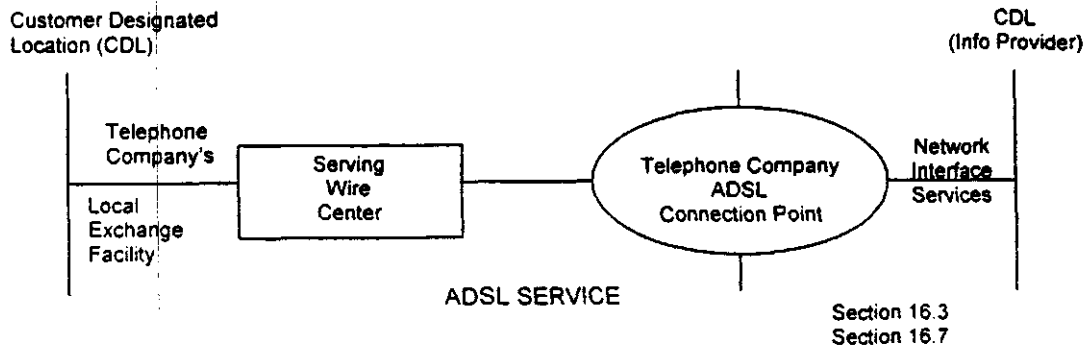 Customer Designated
Location (CDL)
CDL
(Info Provider)
Telephone
Company's
Local
Exchange
Facility
Serving
Wire
Center
Telephone Company
ADSL
Connection Point
Network
Interface
Services
ADSL SERVICE
Section 16.3
Section 16.7